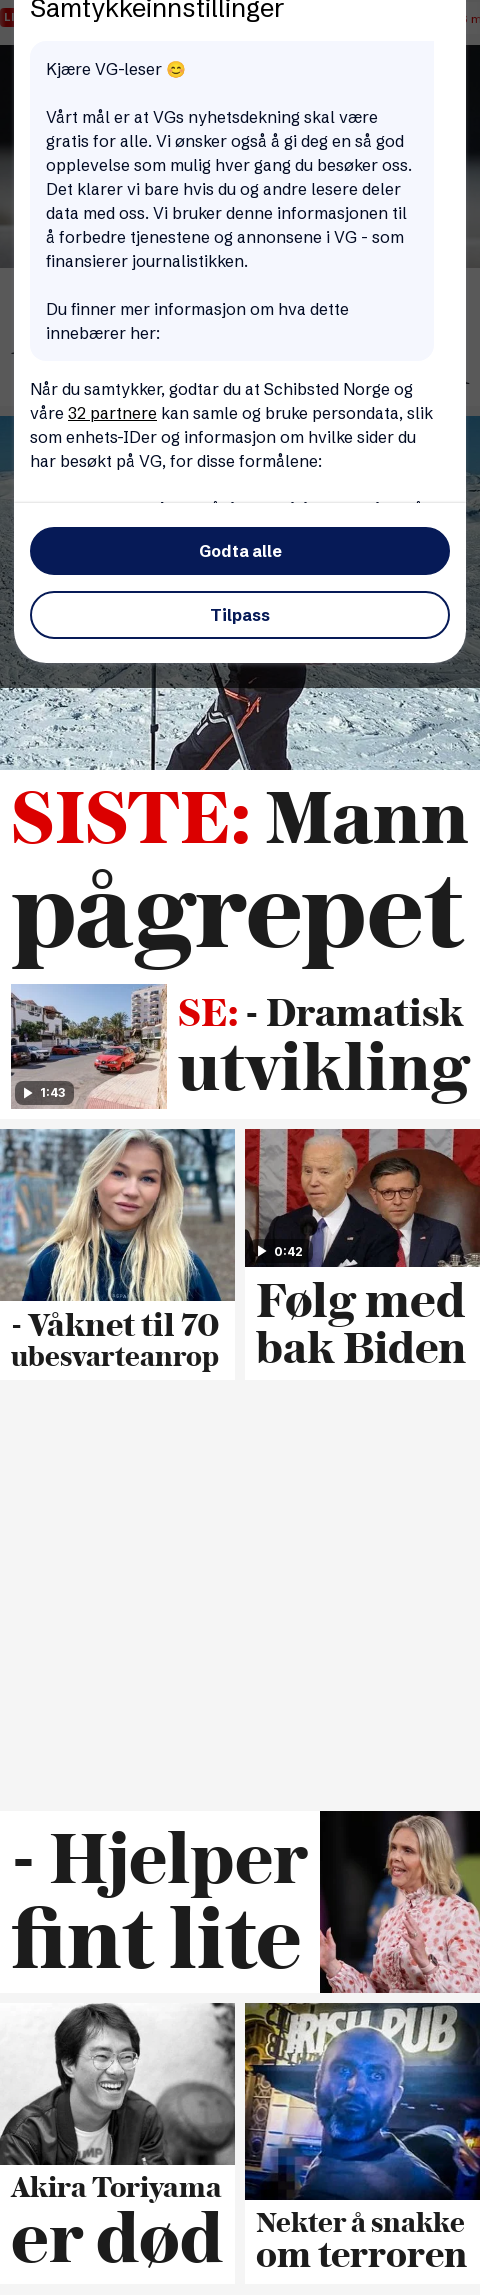 Samtykkeinnstillinger
Kjære VG-leser 😊
Vårt mål er at VGs nyhetsdekning skal være
gratis for alle. Vi ønsker også å gi deg en så god
opplevelse som mulig hver gang du besøker oss.
Det klarer vi bare hvis du og andre lesere deler
data med oss. Vi bruker denne informasjonen til
å forbedre tjenestene og annonsene i VG - som
finansierer journalistikken.
Du finner mer informasjon om hva dette
innebærer her:
Når du samtykker, godtar du at Schibsted Norge og
våre 32 partnere kan samle og bruke persondata, slik
som enhets-IDer og informasjon om hvilke sider du
har besøkt på VG, for disse formålene:
Godta alle
Tilpass
SISTE: Mann
pågrepet
SE: - Dramatisk
utvikling
1:43
0:42
- Våknet til 70
ubesvarteanrop
Følg med
bak Biden
- Hjelper
fint lite
IRISH PUB
Akira Toriyama
er død
Nekter å snakke
om terroren